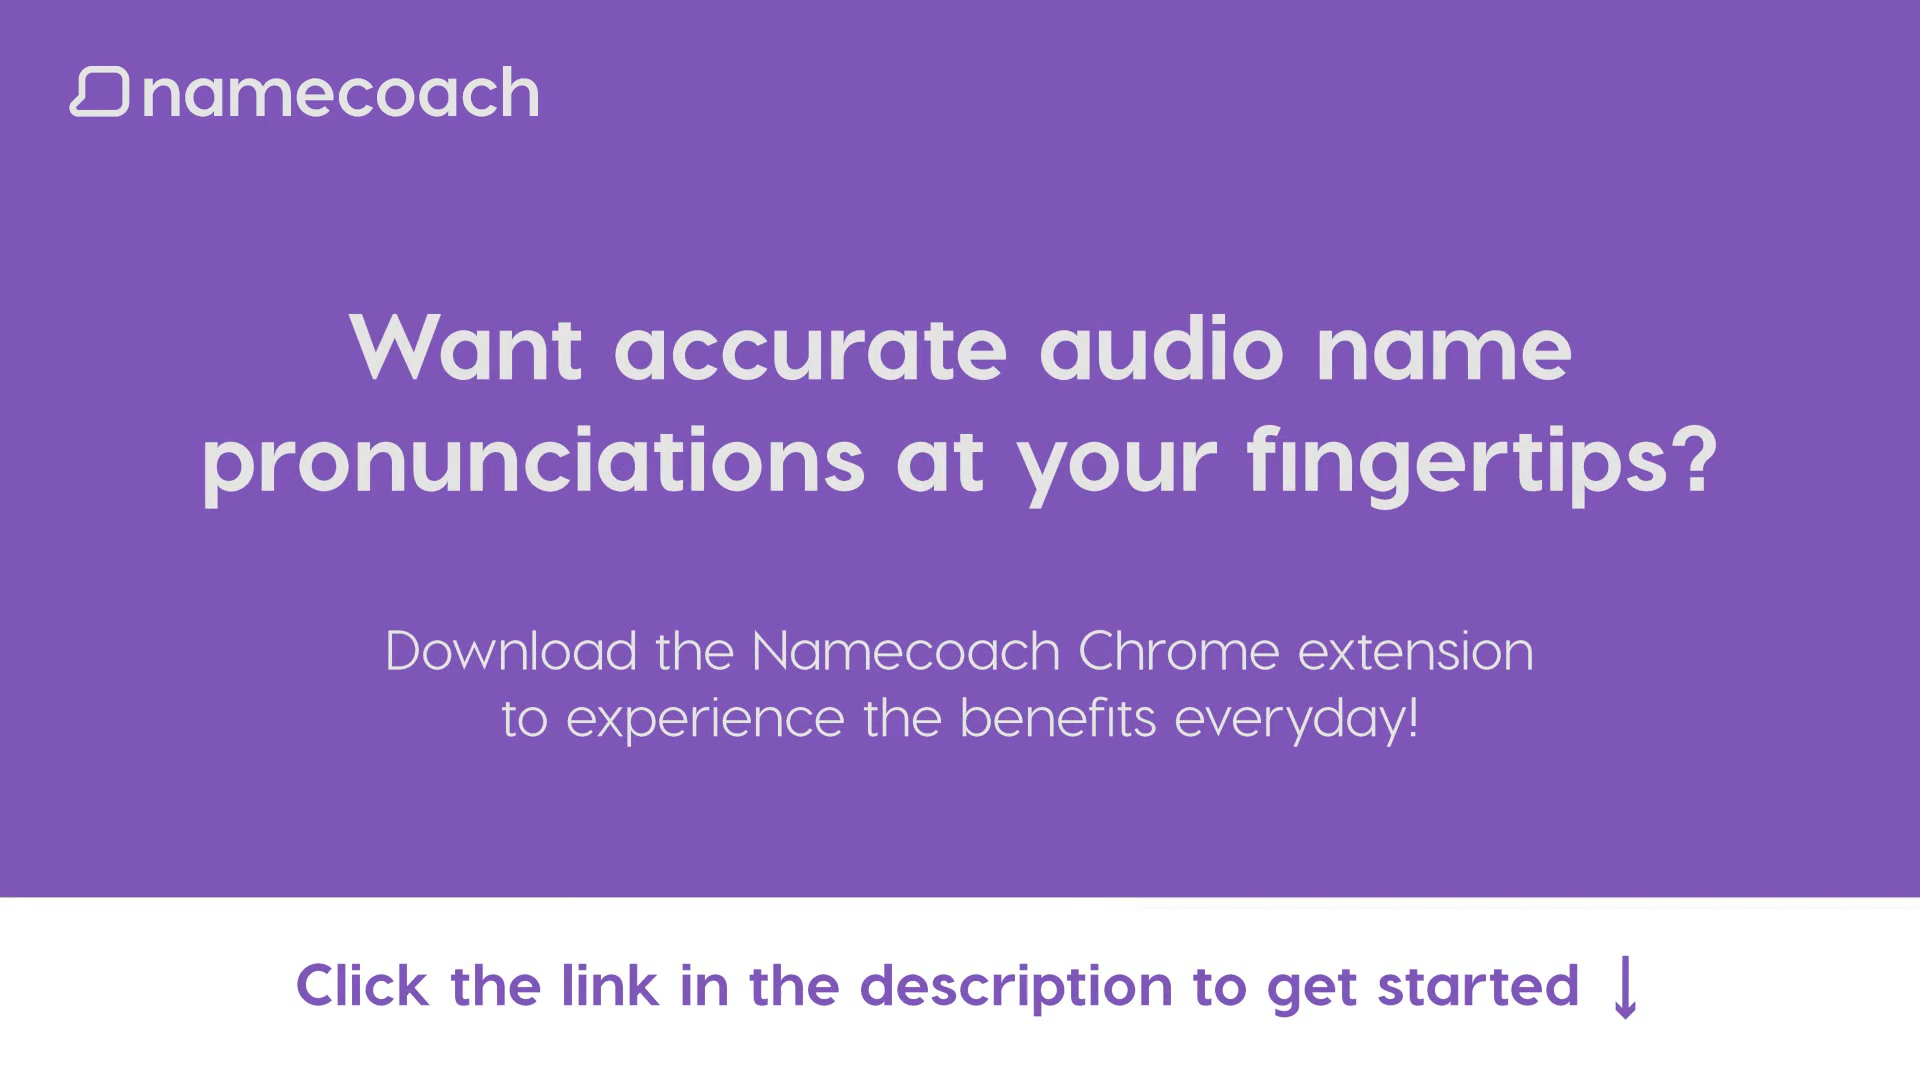 namecoach
Want accurate audio name
pronunciations at your fingertips?
Download the Namecoach Chrome extension
to experience the benefits everyday!
Click the link in the description to get started ↓